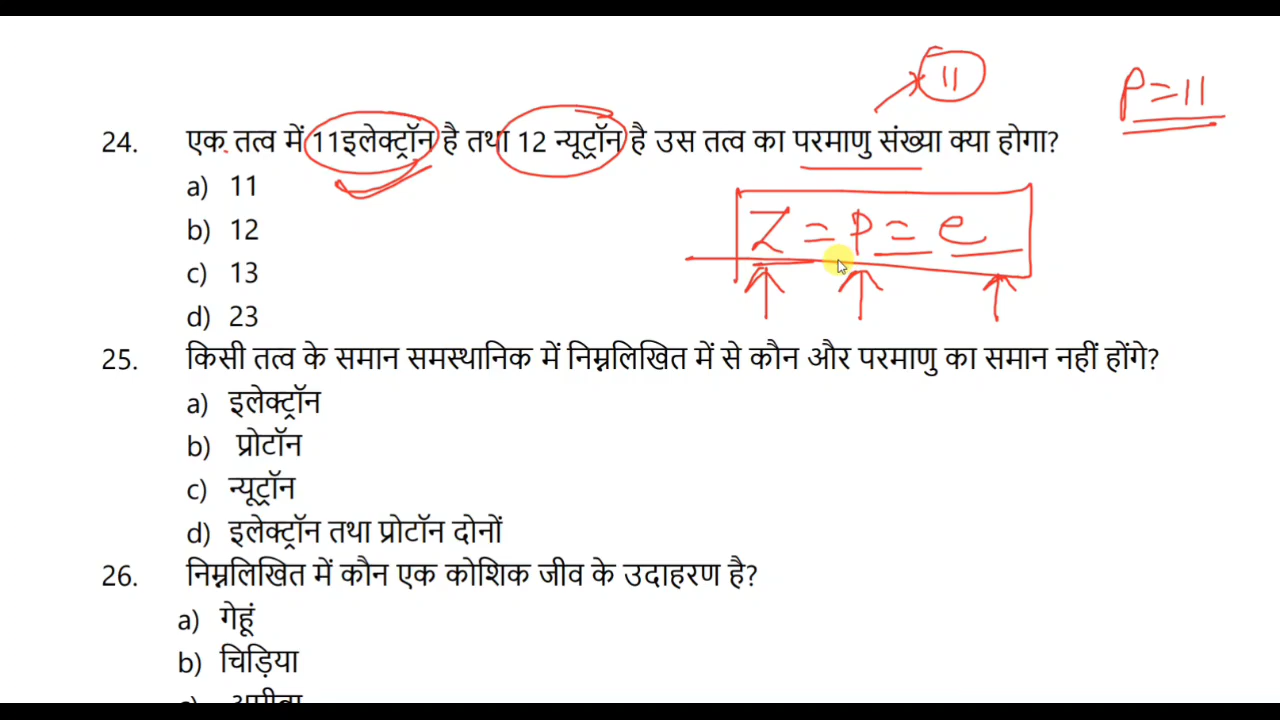 11
P=11
24. एक तत्व में 11इलेक्ट्रॉन है तथा 12 न्यूट्रॉन है उस तत्व का परमाणु संख्या क्या होगा?
a) 11
b) 12
Z = P = e
c) 13
d) 23
25. किसी तत्व के समान समस्थानिक में निम्नलिखित में से कौन और परमाणु का समान नहीं होंगे?
a) इलेक्ट्रॉन
b) प्रोटॉन
c) न्यूट्रॉन
d) इलेक्ट्रॉन तथा प्रोटॉन दोनों
26. निम्नलिखित में कौन एक कोशिक जीव के उदाहरण है?
a) गेहूं
b) चिड़िया